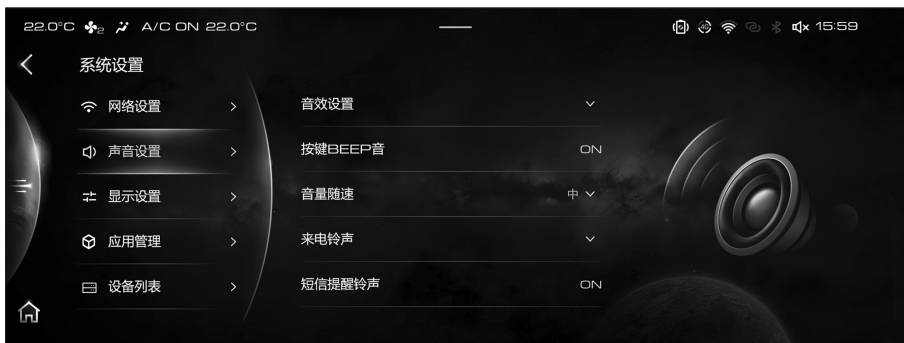 22.0°C 2 A/C ON 22.0°C 4G 15:59
系统设置
网络设置
声音设置
显示设置
应用管理
设备列表
音效设置
按键BEEP音 ON
音量随速 中
来电铃声
短信提醒铃声 ON